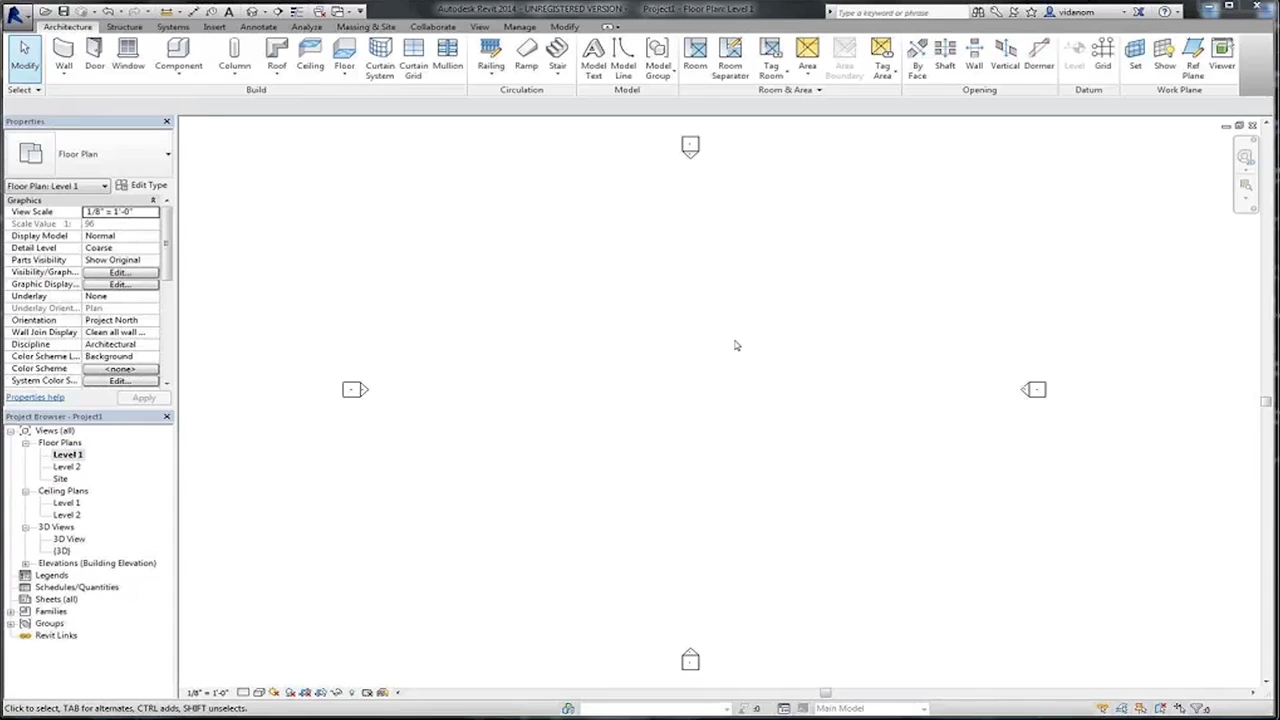 Autodesk Revit 2014 - UNREGISTERED VERSION - Project1 - Floor Plan: Level 1
Type a keyword or phrase
vidanom
Architecture Structure Systems Insert Annotate Analyze Massing & Site Collaborate View Manage Modify
Modify Wall Door Window Component Column Roof Ceiling Floor Curtain System Curtain Grid Mullion Railing Ramp Stair Model Text Model Line Model Group Room Room Separator Tag Room Area Area Boundary Tag Area By Face Shaft Wall Vertical Dormer Level Grid Set Show Ref Plane Viewer
Select Build Circulation Model Room & Area Opening Datum Work Plane
Properties
Floor Plan
Floor Plan: Level 1 Edit Type
Graphics
View Scale 1/8" = 1'-0"
Scale Value 1: 96
Display Model Normal
Detail Level Coarse
Parts Visibility Show Original
Visibility/Graph... Edit...
Graphic Display... Edit...
Underlay None
Underlay Orient... Plan
Orientation Project North
Wall Join Display Clean all wall ...
Discipline Architectural
Color Scheme L... Background
Color Scheme <none>
System Color S... Edit...
Properties help Apply
Project Browser - Project1
Views (all)
Floor Plans
Level 1
Level 2
Site
Ceiling Plans
Level 1
Level 2
3D Views
3D View
{3D}
Elevations (Building Elevation)
Legends
Schedules/Quantities
Sheets (all)
Families
Groups
Revit Links
1/8" = 1'-0"
Click to select, TAB for alternates, CTRL adds, SHIFT unselects. :0 Main Model :0